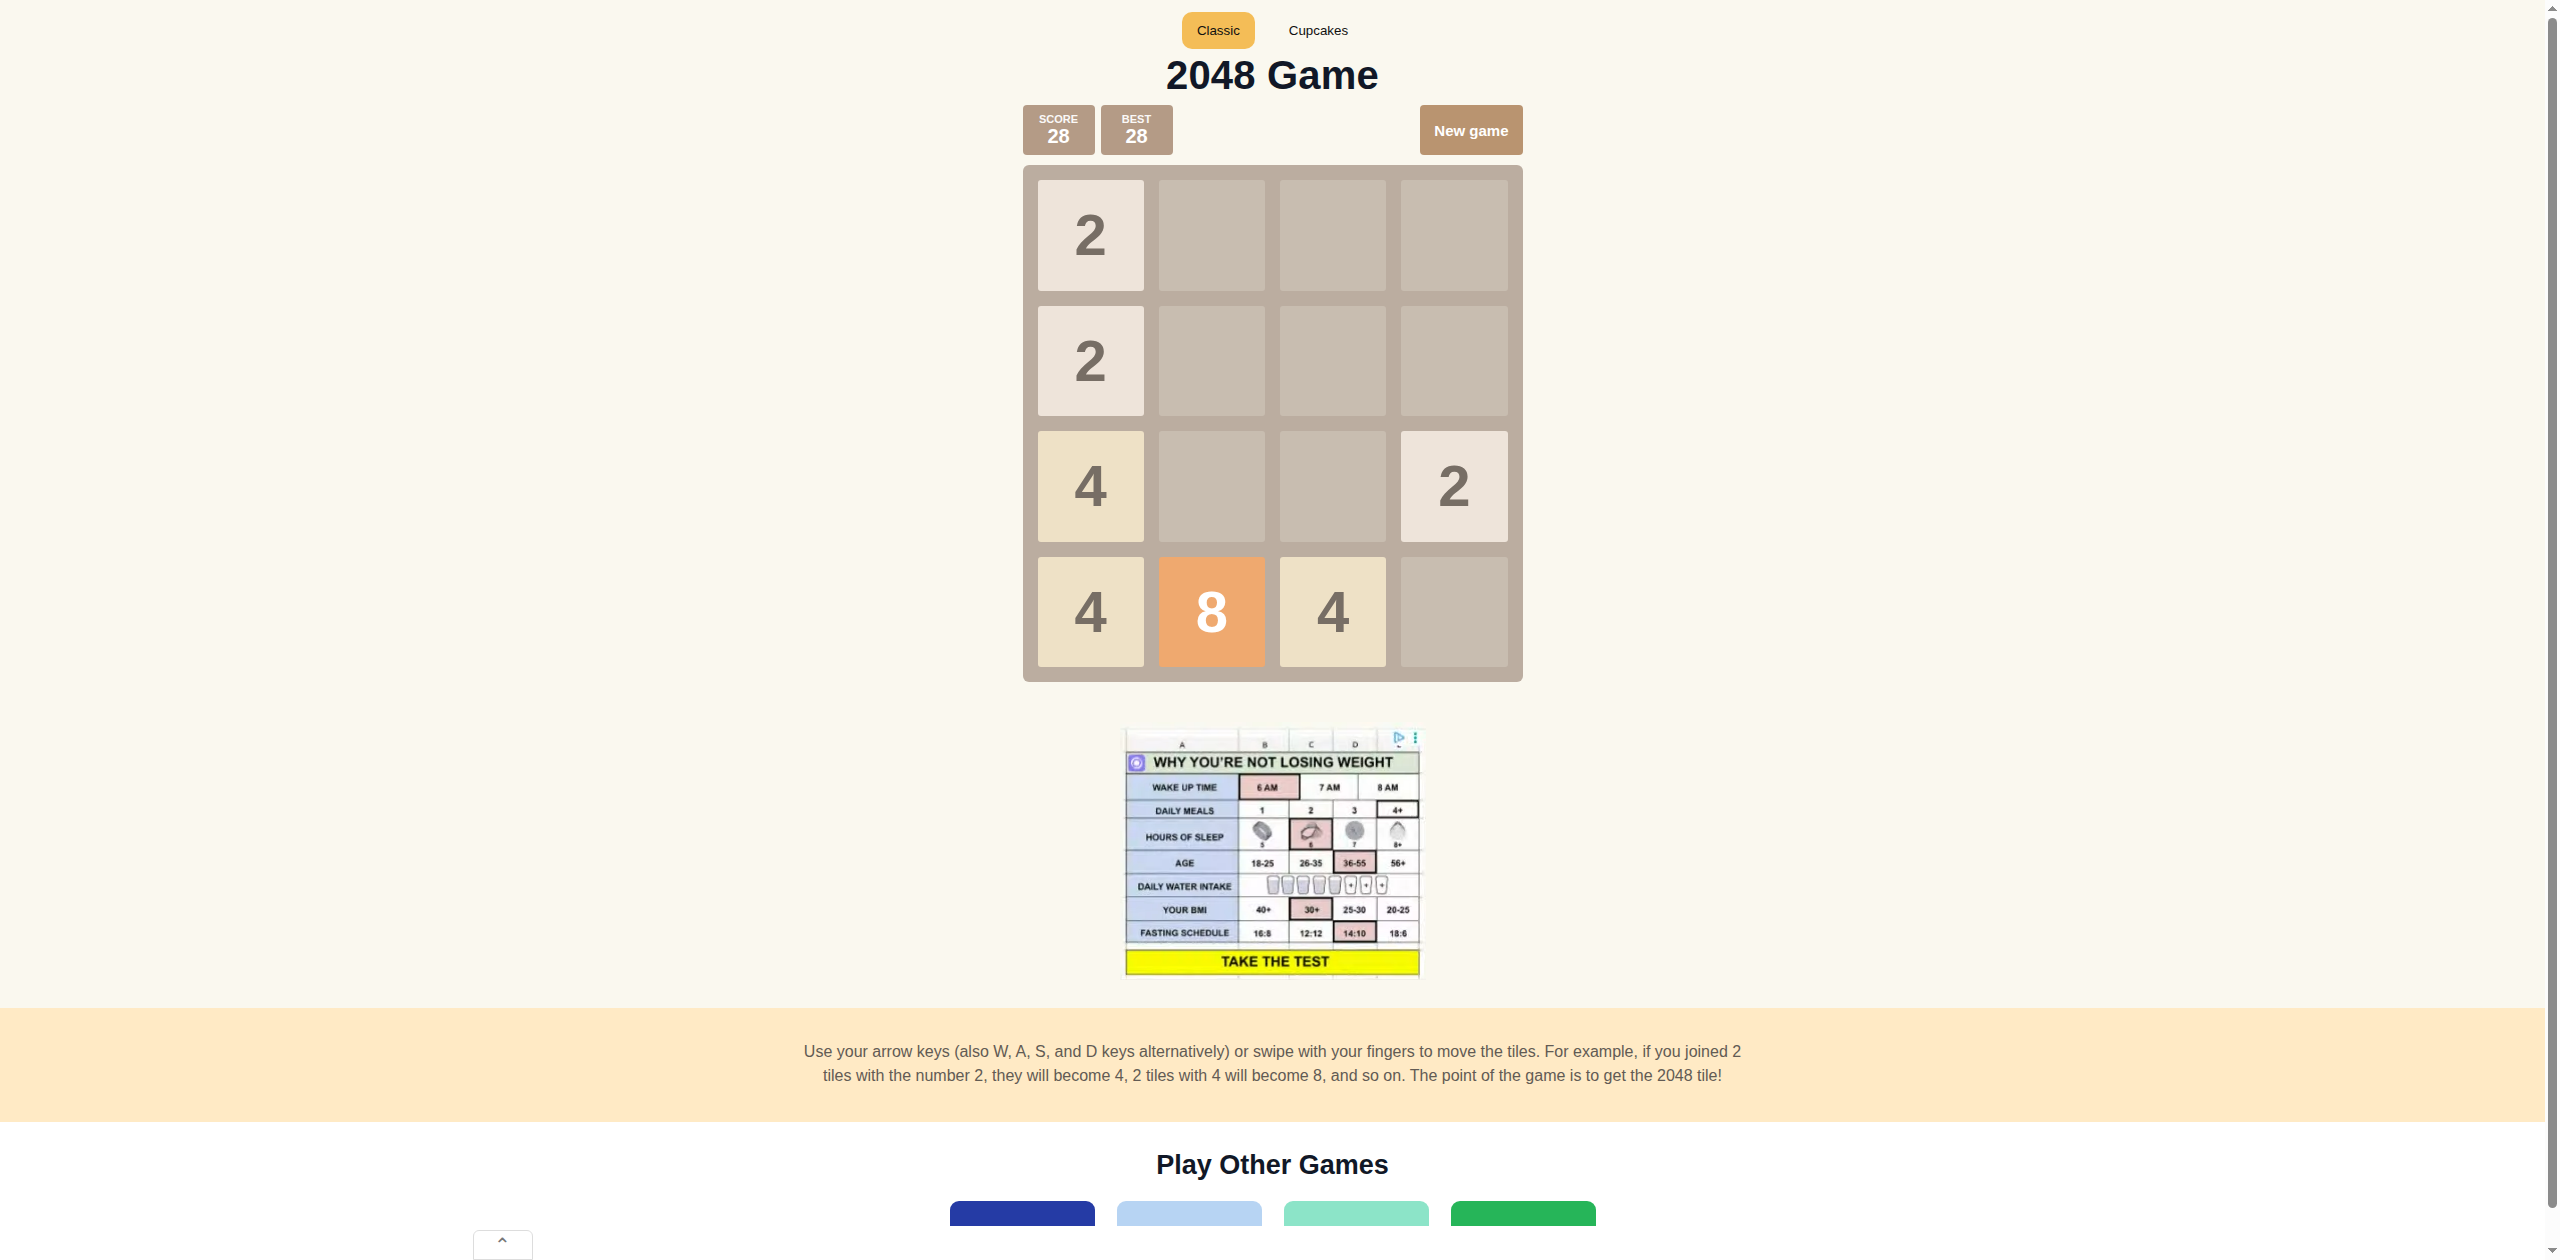 Classic Cupcakes
2048 Game
SCORE BEST
28 28
New game
2
2
4 2
4 8 4
A B C D
WHY YOU'RE NOT LOSING WEIGHT
WAKE UP TIME 6 AM 7 AM 8 AM
DAILY MEALS 1 2 3 4+
HOURS OF SLEEP 5 6 7 8+
AGE 18-25 26-35 36-55 56+
DAILY WATER INTAKE + + +
YOUR BMI 40+ 30+ 25-30 20-25
FASTING SCHEDULE 16:8 12:12 14:10 18:6
TAKE THE TEST
Use your arrow keys (also W, A, S, and D keys alternatively) or swipe with your fingers to move the tiles. For example, if you joined 2
tiles with the number 2, they will become 4, 2 tiles with 4 will become 8, and so on. The point of the game is to get the 2048 tile!
Play Other Games